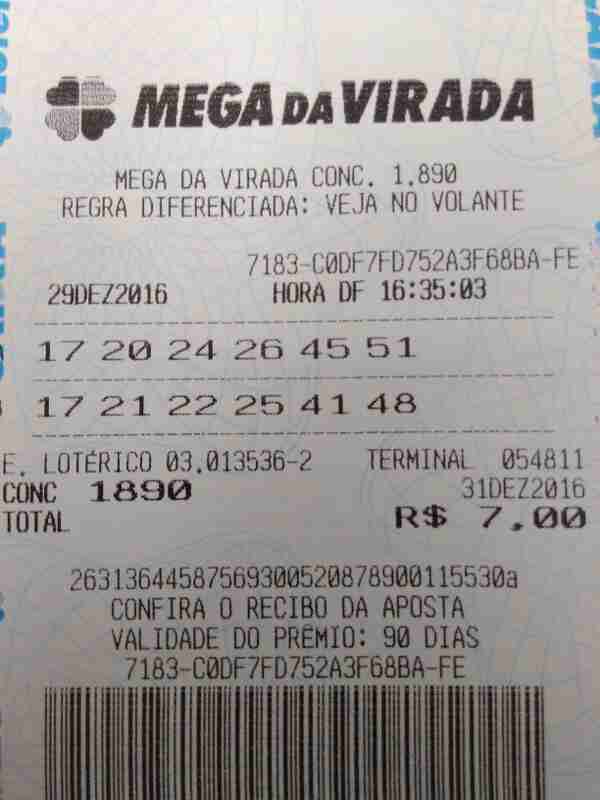 MEGA DA VIRADA
MEGA DA VIRADA CONC. 1.890
REGRA DIFERENCIADA: VEJA NO VOLANTE
7183-C0DF7FD752A3F68BA-FE
29DEZ2016 HORA DF 16:35:03
17 20 24 26 45 51
17 21 22 25 41 48
E. LOTÉRICO 03.013536-2 TERMINAL 054811
CONC 1890 31DEZ2016
TOTAL R$ 7,00
26313644587569300520878900115530a
CONFIRA O RECIBO DA APOSTA
VALIDADE DO PRÊMIO: 90 DIAS
7183-C0DF7FD752A3F68BA-FE